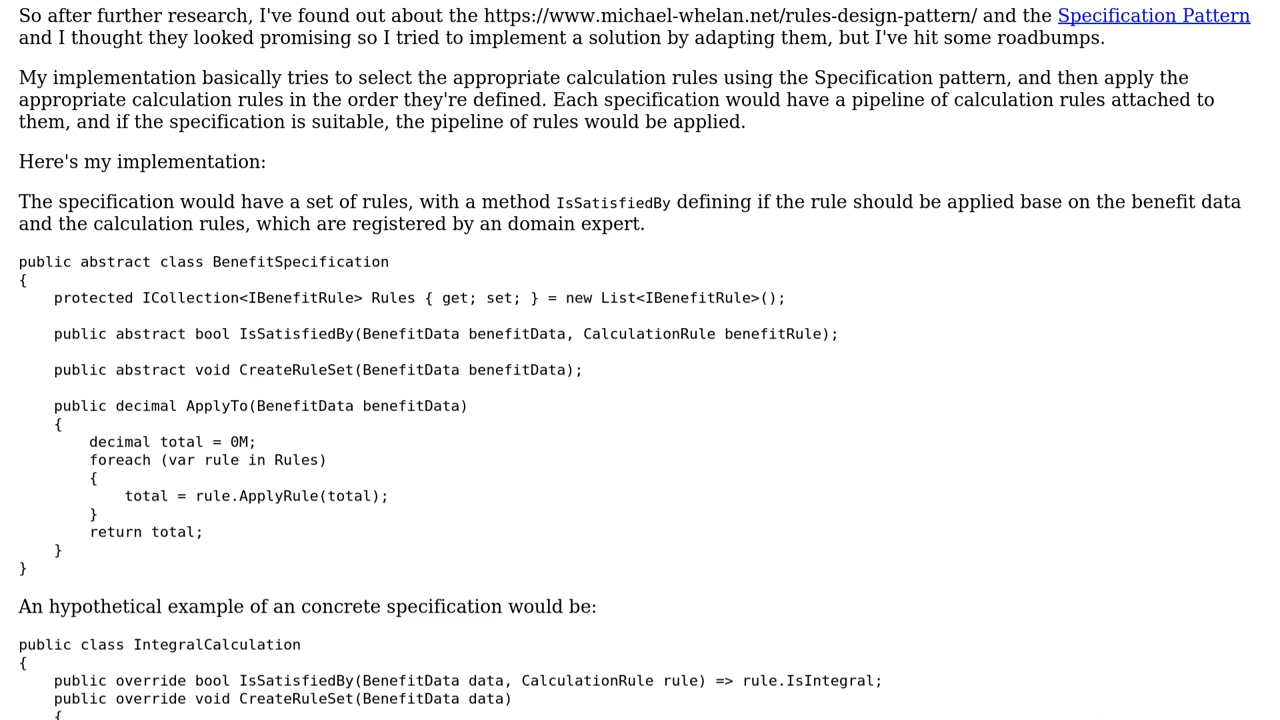 So after further research, I've found out about the https://www.michael-whelan.net/rules-design-pattern/ and the Specification Pattern
and I thought they looked promising so I tried to implement a solution by adapting them, but I've hit some roadbumps.
My implementation basically tries to select the appropriate calculation rules using the Specification pattern, and then apply the
appropriate calculation rules in the order they're defined. Each specification would have a pipeline of calculation rules attached to
them, and if the specification is suitable, the pipeline of rules would be applied.
Here's my implementation:
The specification would have a set of rules, with a method IsSatisfiedBy defining if the rule should be applied base on the benefit data
and the calculation rules, which are registered by an domain expert.
public abstract class BenefitSpecification
{
    protected ICollection<IBenefitRule> Rules { get; set; } = new List<IBenefitRule>();
    public abstract bool IsSatisfiedBy(BenefitData benefitData, CalculationRule benefitRule);
    public abstract void CreateRuleSet(BenefitData benefitData);
    public decimal ApplyTo(BenefitData benefitData)
    {
        decimal total = 0M;
        foreach (var rule in Rules)
        {
            total = rule.ApplyRule(total);
        }
        return total;
    }
}
An hypothetical example of an concrete specification would be:
public class IntegralCalculation
{
    public override bool IsSatisfiedBy(BenefitData data, CalculationRule rule) => rule.IsIntegral;
    public override void CreateRuleSet(BenefitData data)
    {